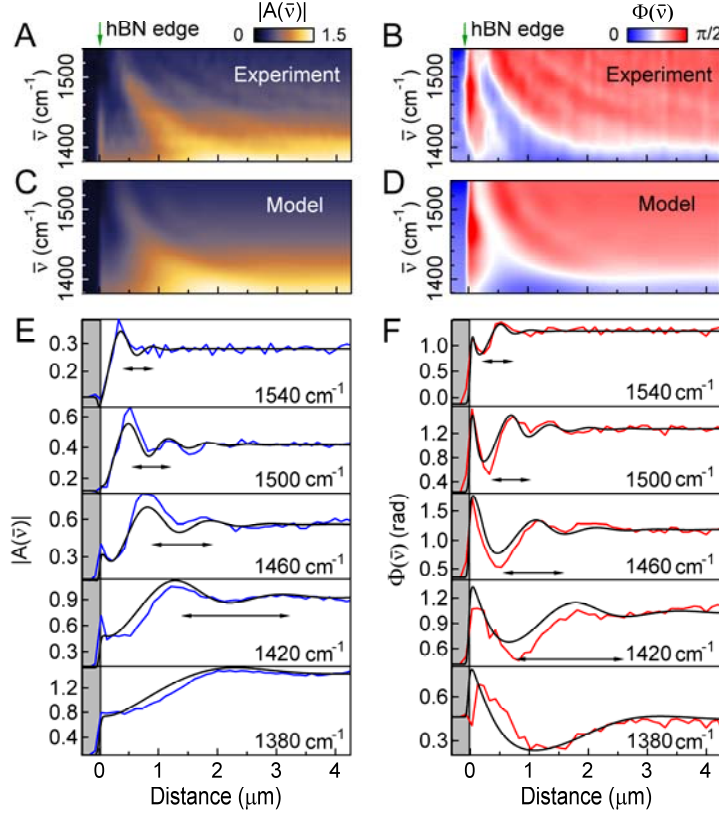 |A(ν̄)|
Φ(ν̄)
hBN edge
0 1.5
hBN edge
0 π/2
A
B
Experiment
Experiment
ν̄ (cm⁻¹)
1500
1400
ν̄ (cm⁻¹)
1500
1400
C
D
Model
Model
ν̄ (cm⁻¹)
1500
1400
ν̄ (cm⁻¹)
1500
1400
E
0.3
0.2
1540 cm⁻¹
0.6
0.4
0.2
1500 cm⁻¹
0.6
0.3
1460 cm⁻¹
0.9
0.6
1420 cm⁻¹
1.2
0.8
0.4
1380 cm⁻¹
|A(ν̄)|
0 1 2 3 4
Distance (μm)
F
1.0
0.5
0.0
1540 cm⁻¹
1.2
0.8
0.4
1500 cm⁻¹
1.5
1.0
0.5
1460 cm⁻¹
1.2
0.9
0.6
1420 cm⁻¹
0.6
0.3
1380 cm⁻¹
Φ(ν̄) (rad)
0 1 2 3 4
Distance (μm)